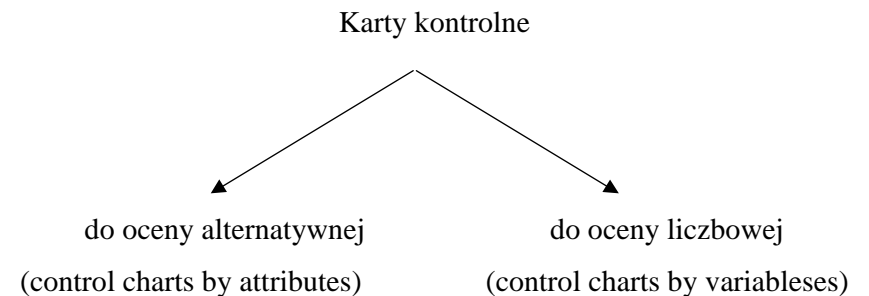 Karty kontrolne
do oceny alternatywnej do oceny liczbowej
(control charts by attributes) (control charts by variableses)